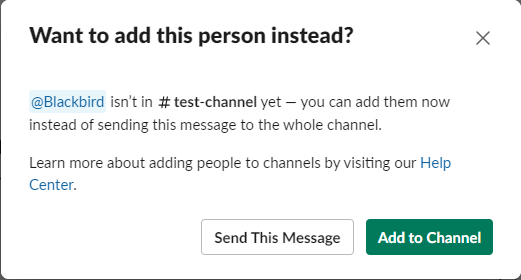 Want to add this person instead?
@Blackbird isn’t in # test-channel yet — you can add them now
instead of sending this message to the whole channel.
Learn more about adding people to channels by visiting our Help
Center.
Send This Message
Add to Channel